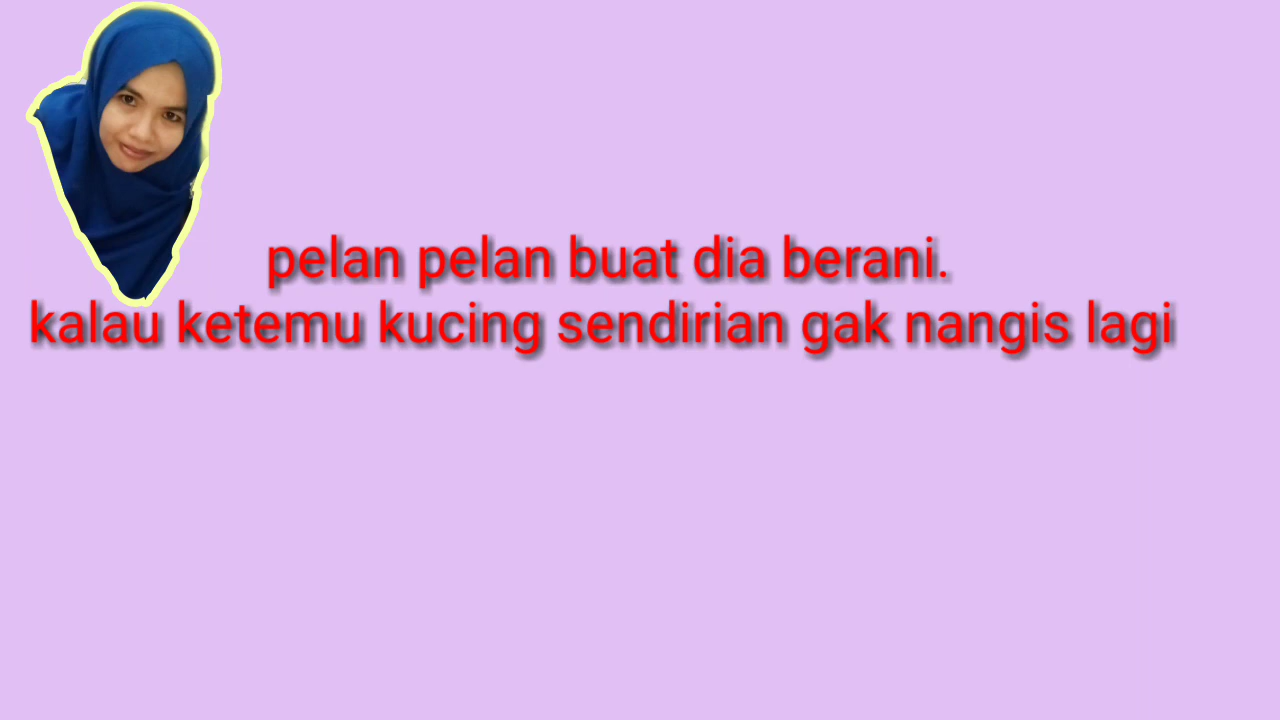 pelan pelan buat dia berani.
kalau ketemu kucing sendirian gak nangis lagi